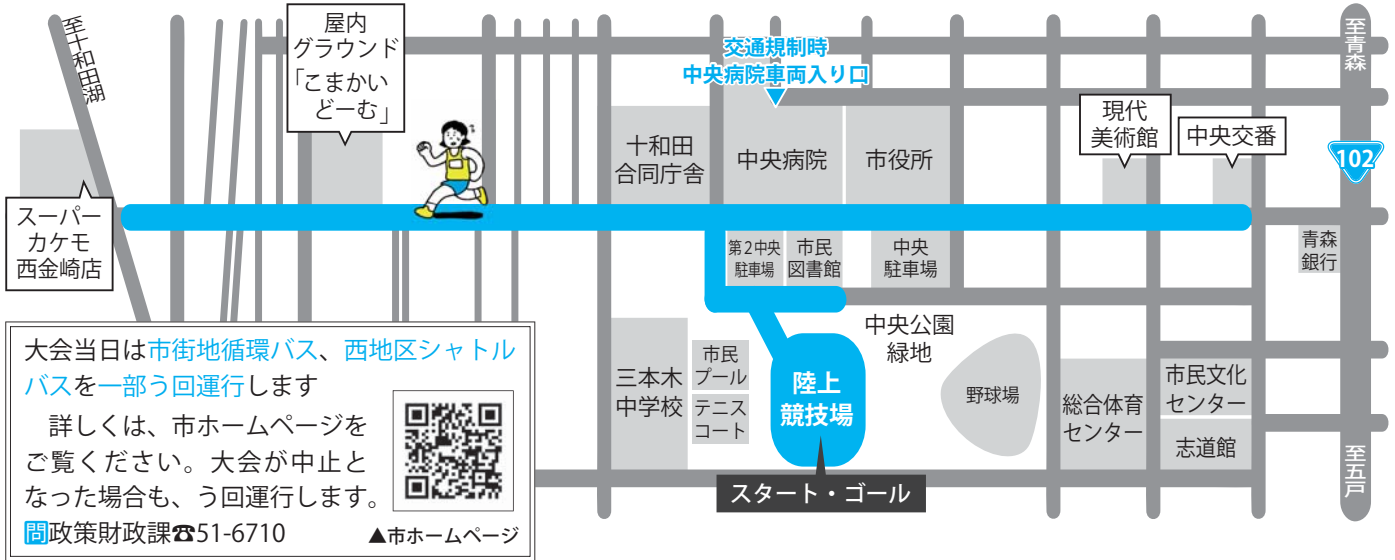 至十和田湖
屋内
グラウンド
「こまかい
どーむ」
交通規制時
中央病院車両入り口
至青森
102
十和田
合同庁舎
中央病院
市役所
現代
美術館
中央交番
スーパー
カケモ
西金崎店
第2中央
駐車場
市民
図書館
中央
駐車場
青森
銀行
中央公園
緑地
三本木
中学校
市民
プール
テニス
コート
陸上
競技場
野球場
総合体育
センター
市民文化
センター
志道館
至五戸
スタート・ゴール
大会当日は市街地循環バス、西地区シャトル
バスを一部う回運行します
詳しくは、市ホームページを
ご覧ください。大会が中止と
なった場合も、う回運行します。
問政策財政課☎51-6710
▲市ホームページ